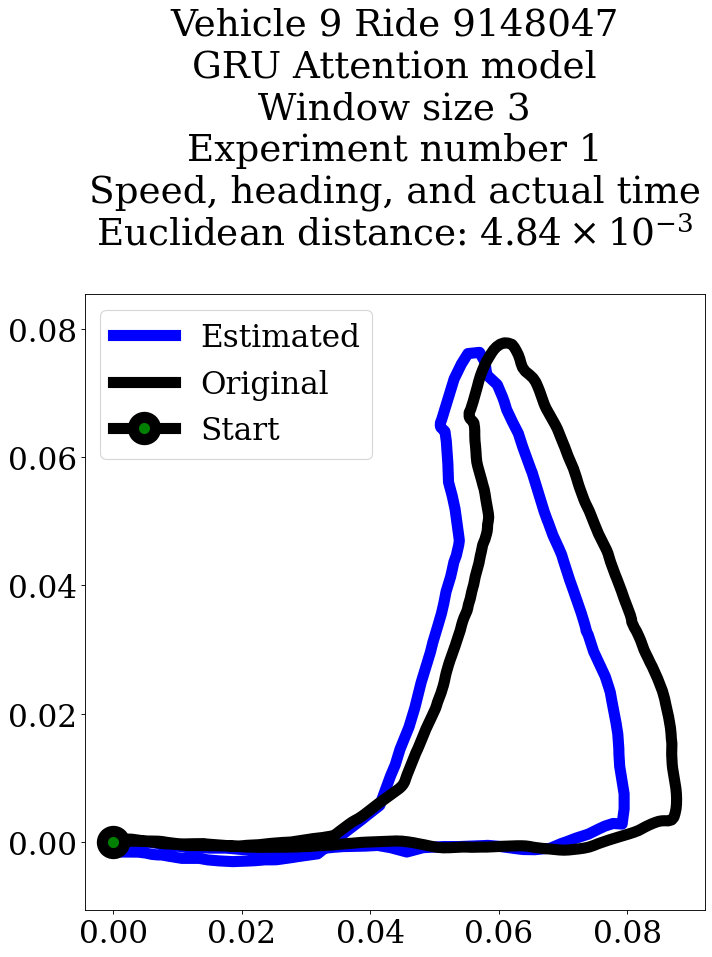 Vehicle 9 Ride 9148047
GRU Attention model
Window size 3
Experiment number 1
Speed, heading, and actual time
Euclidean distance: 4.84 × 10⁻³
Estimated
Original
Start
0.08
0.06
0.04
0.02
0.00
0.00 0.02 0.04 0.06 0.08